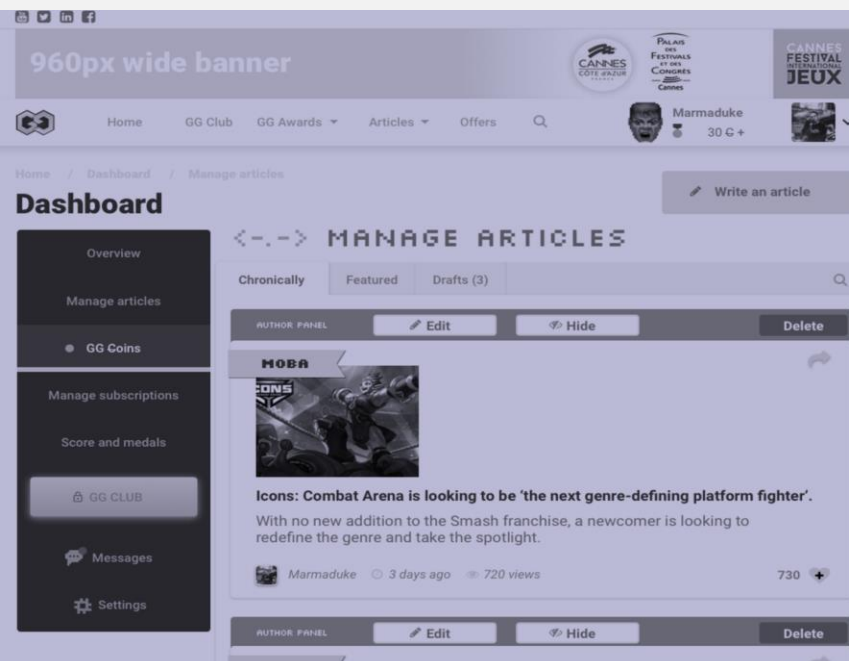 960px wide banner
CANNES
CÔTE d'AZUR
FRANCE
PALAIS
DES
FESTIVALS
ET DES
CONGRÈS
Cannes
CANNES
FESTIVAL
INTERNATIONAL
JEUX
Home
GG Club
GG Awards
Articles
Offers
Marmaduke
30 G +
Home / Dashboard / Manage articles
Write an article
Dashboard
Overview
Manage articles
GG Coins
Manage subscriptions
Score and medals
GG CLUB
Messages
Settings
<-.-> MANAGE ARTICLES
Chronically
Featured
Drafts (3)
AUTHOR PANEL
Edit
Hide
Delete
MOBA
ICONS
Icons: Combat Arena is looking to be ‘the next genre-defining platform fighter’.
With no new addition to the Smash franchise, a newcomer is looking to
redefine the genre and take the spotlight.
Marmaduke 3 days ago 720 views
730
AUTHOR PANEL
Edit
Hide
Delete